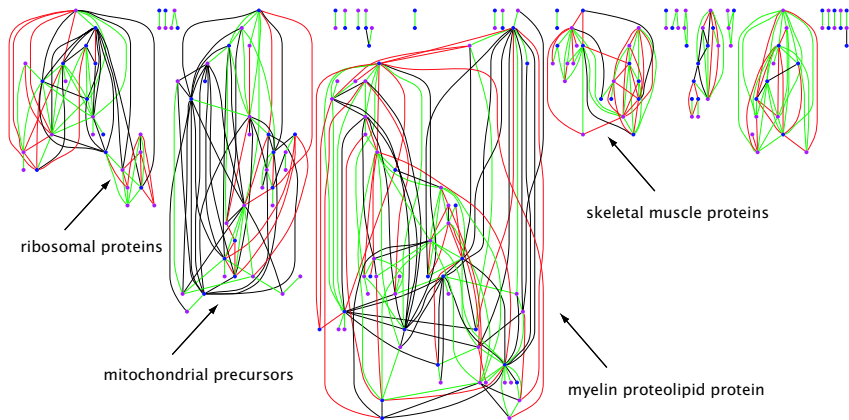 skeletal muscle proteins
ribosomal proteins
mitochondrial precursors
myelin proteolipid protein